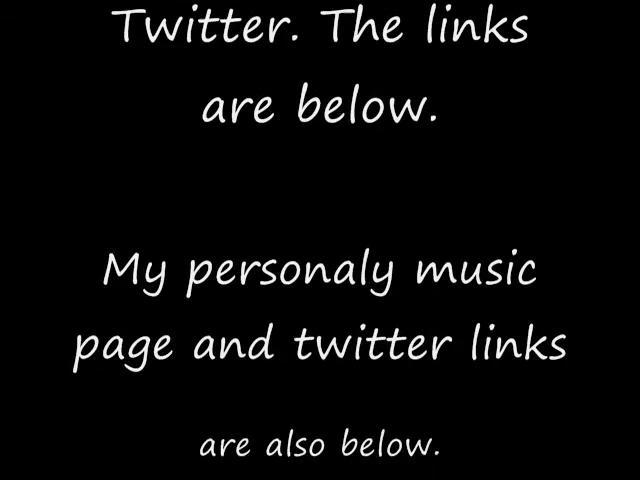 Twitter. The links
are below.
My personaly music
page and twitter links
are also below.